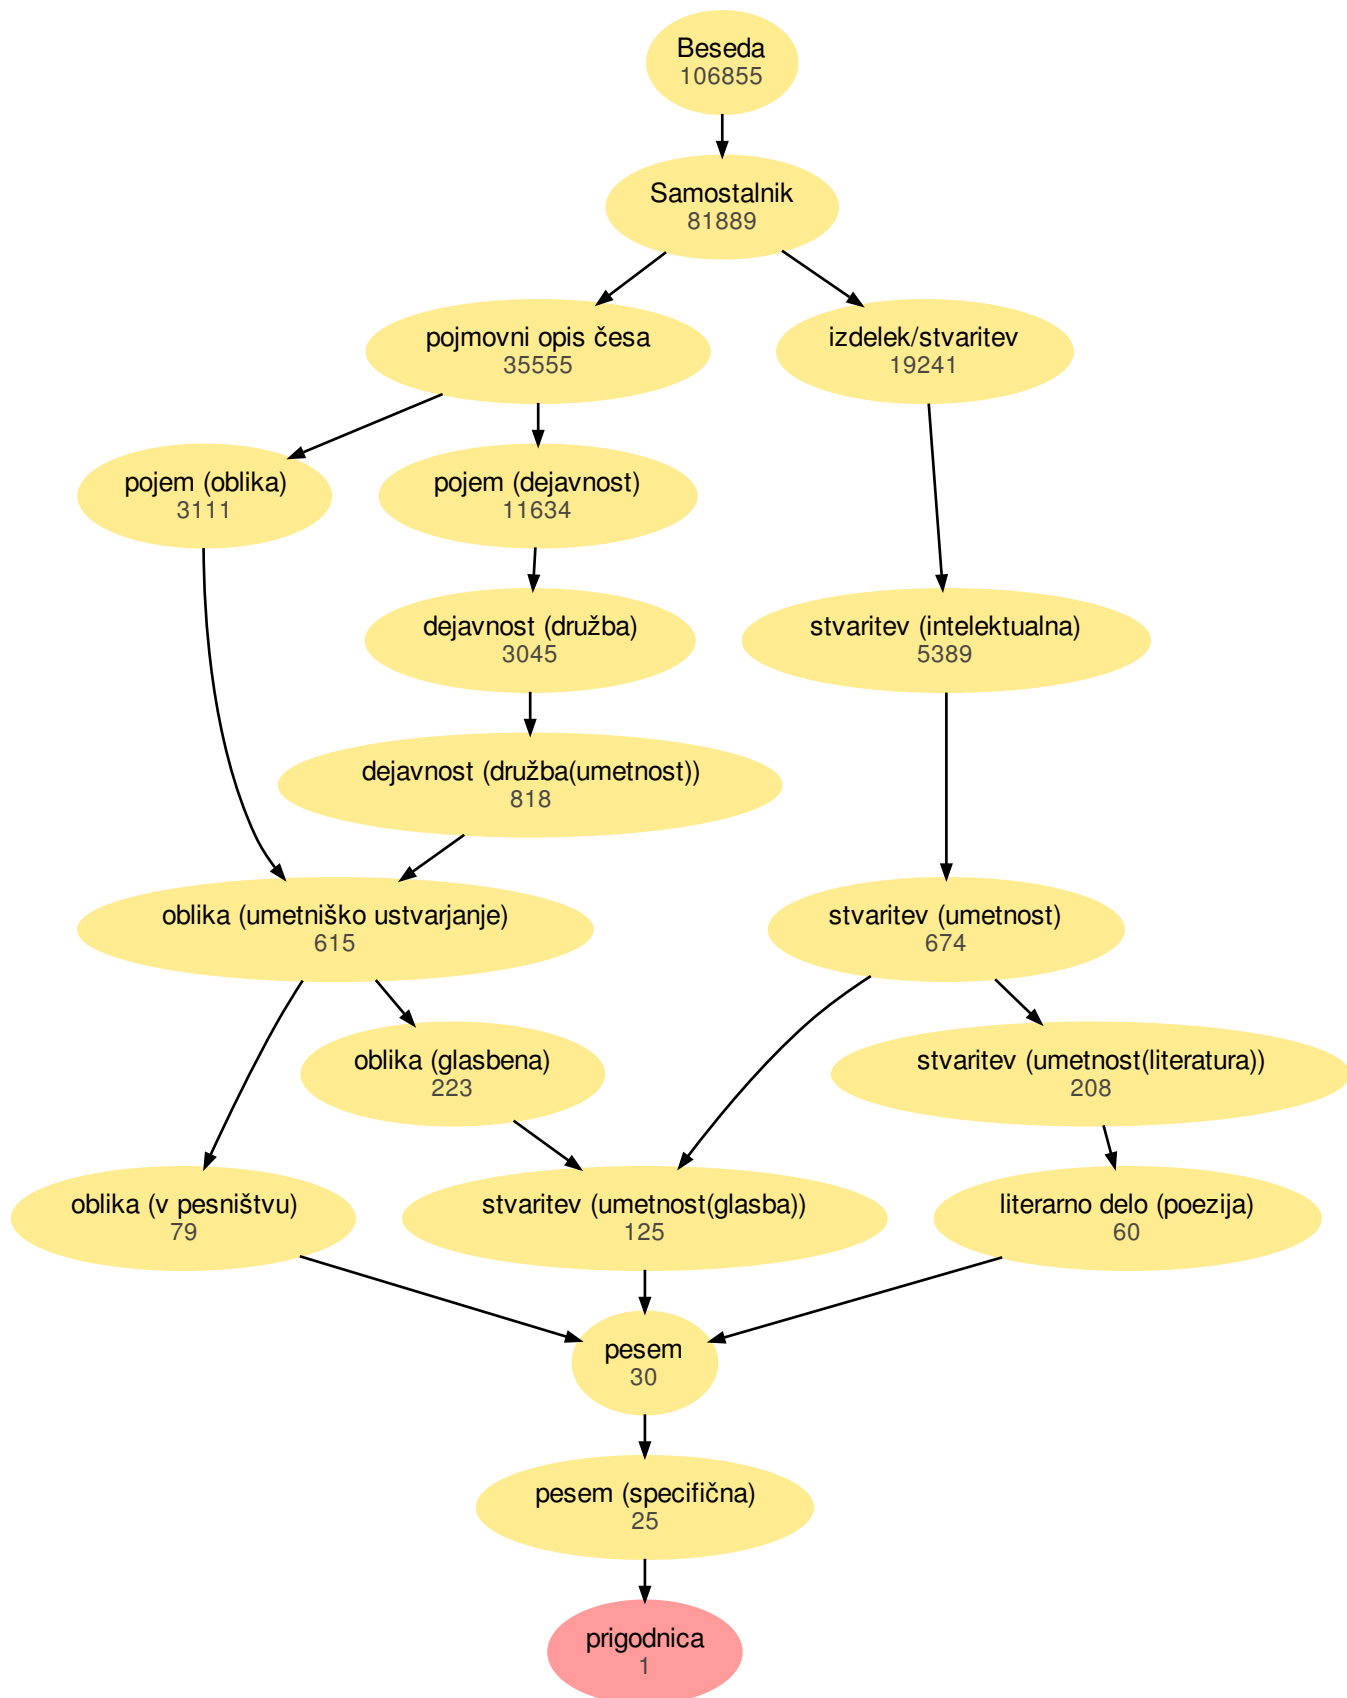 Beseda
106855
Samostalnik
81889
pojmovni opis česa
35555
izdelek/stvaritev
19241
pojem (oblika)
3111
pojem (dejavnost)
11634
dejavnost (družba)
3045
stvaritev (intelektualna)
5389
dejavnost (družba(umetnost))
818
oblika (umetniško ustvarjanje)
615
stvaritev (umetnost)
674
oblika (glasbena)
223
stvaritev (umetnost(literatura))
208
oblika (v pesništvu)
79
stvaritev (umetnost(glasba))
125
literarno delo (poezija)
60
pesem
30
pesem (specifična)
25
prigodnica
1